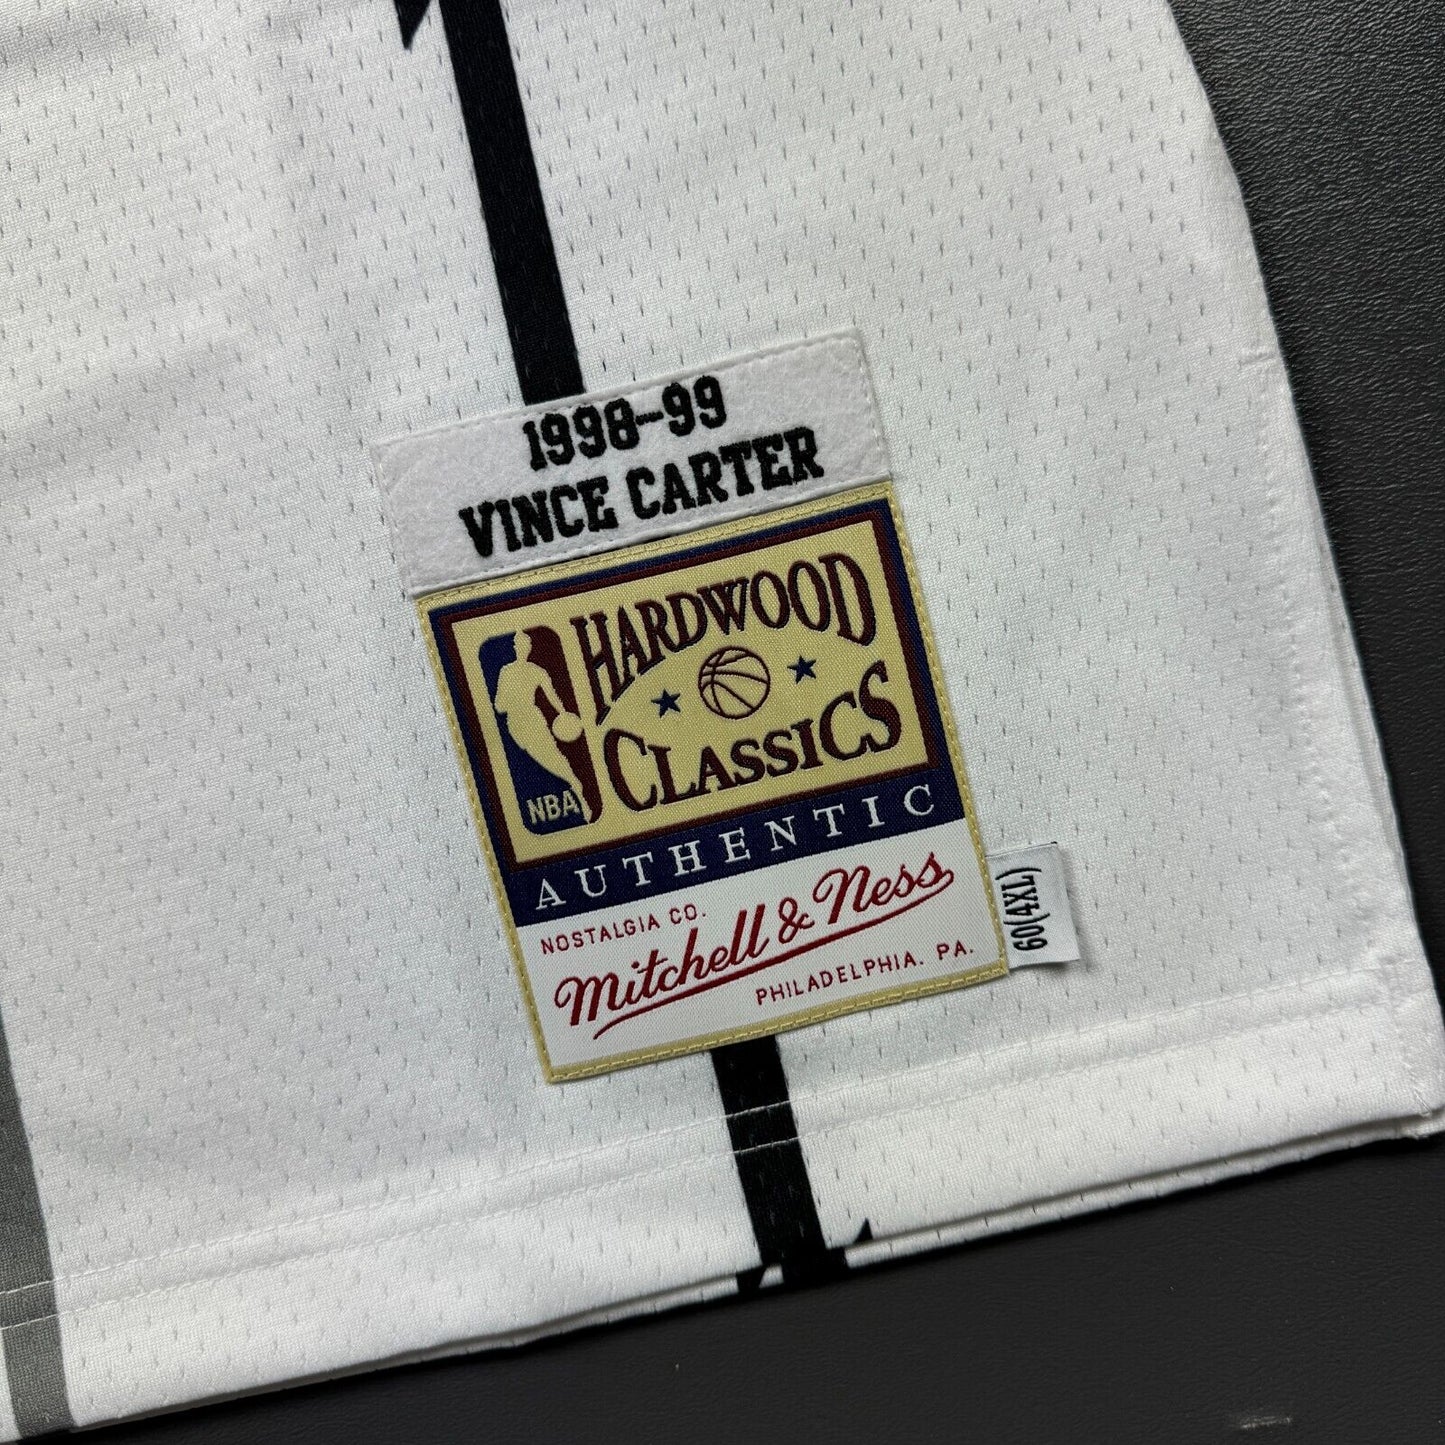 1998-99
VINCE CARTER
HARDWOOD
CLASSICS
NBA
AUTHENTIC
NOSTALGIA CO.
Mitchell & Ness
PHILADELPHIA, PA.
60(4XL)